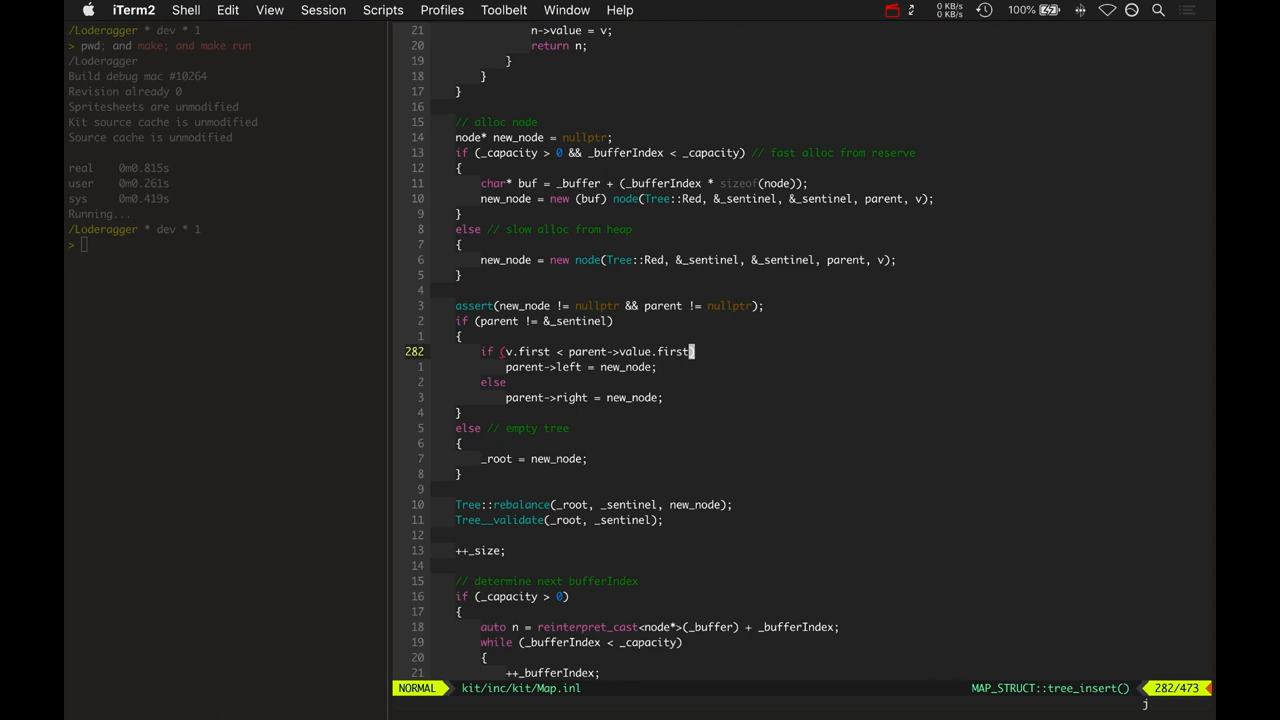 iTerm2 Shell Edit View Session Scripts Profiles Toolbelt Window Help 0 KB/s 0 KB/s 100%
/Loderagger * dev * 1
> pwd; and make; and make run
/Loderagger
Build debug mac #10264
Revision already 0
Spritesheets are unmodified
Kit source cache is unmodified
Source cache is unmodified
real 0m0.815s
user 0m0.261s
sys 0m0.419s
Running...
/Loderagger * dev * 1
>
21 n->value = v;
20 return n;
19 }
18 }
17 }
16
15 // alloc node
14 node* new_node = nullptr;
13 if (_capacity > 0 && _bufferIndex < _capacity) // fast alloc from reserve
12 {
11 char* buf = _buffer + (_bufferIndex * sizeof(node));
10 new_node = new (buf) node(Tree::Red, &_sentinel, &_sentinel, parent, v);
9 }
8 else // slow alloc from heap
7 {
6 new_node = new node(Tree::Red, &_sentinel, &_sentinel, parent, v);
5 }
4
3 assert(new_node != nullptr && parent != nullptr);
2 if (parent != &_sentinel)
1 {
282 if (v.first < parent->value.first)
1 parent->left = new_node;
2 else
3 parent->right = new_node;
4 }
5 else // empty tree
6 {
7 _root = new_node;
8 }
9
10 Tree::rebalance(_root, _sentinel, new_node);
11 Tree__validate(_root, _sentinel);
12
13 ++_size;
14
15 // determine next bufferIndex
16 if (_capacity > 0)
17 {
18 auto n = reinterpret_cast<node*>(_buffer) + _bufferIndex;
19 while (_bufferIndex < _capacity)
20 {
21 ++_bufferIndex;
NORMAL kit/inc/kit/Map.inl MAP_STRUCT::tree_insert() 282/473
j